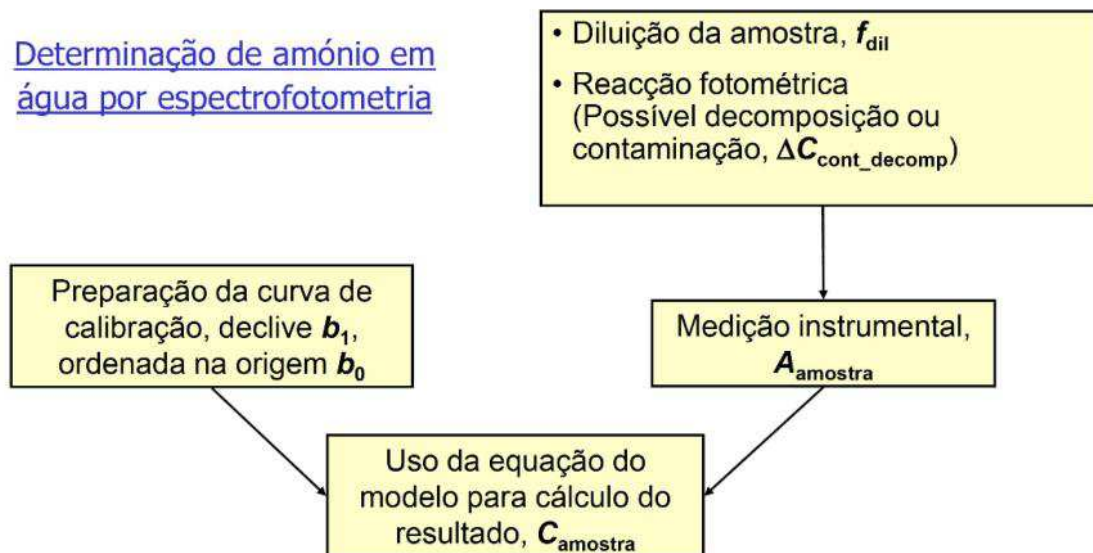 Determinação de amónio em
água por espectrofotometria
• Diluição da amostra, fdil
• Reacção fotométrica
(Possível decomposição ou
contaminação, ΔCcont_decomp)
Preparação da curva de
calibração, declive b1,
ordenada na origem b0
Medição instrumental,
Aamostra
Uso da equação do
modelo para cálculo do
resultado, Camostra